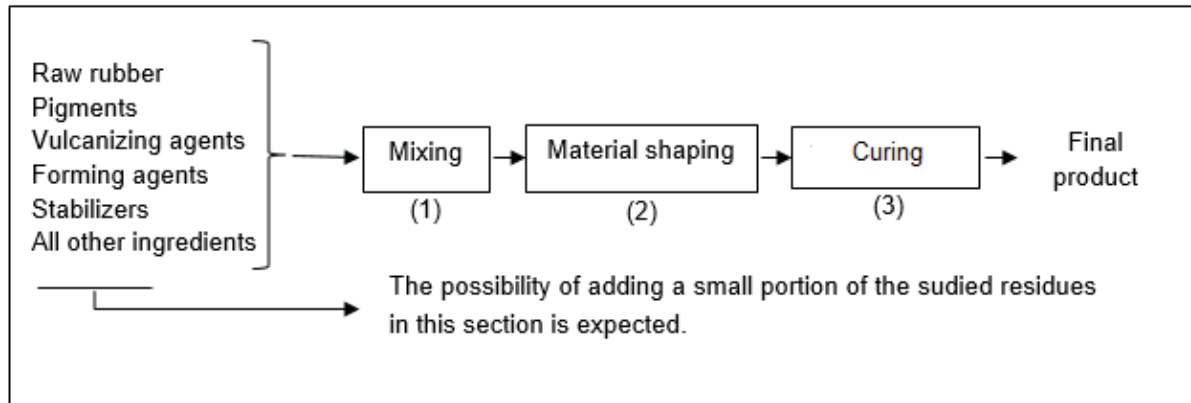 Raw rubber
Pigments
Vulcanizing agents
Forming agents
Stabilizers
All other ingredients
Mixing
(1)
Material shaping
(2)
Curing
(3)
Final
product
The possibility of adding a small portion of the sudied residues
in this section is expected.